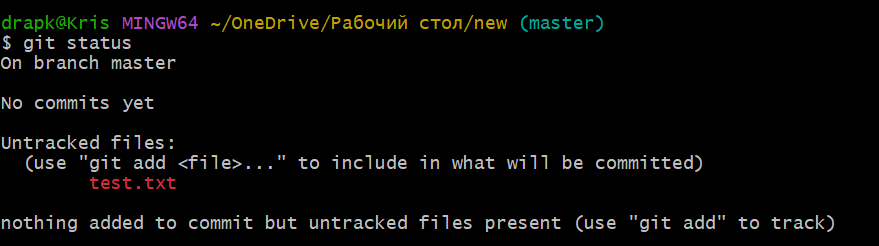 drapk@Kris MINGW64 ~/OneDrive/Рабочий стол/new (master)
$ git status
On branch master
No commits yet
Untracked files:
(use "git add <file>..." to include in what will be committed)
test.txt
nothing added to commit but untracked files present (use "git add" to track)